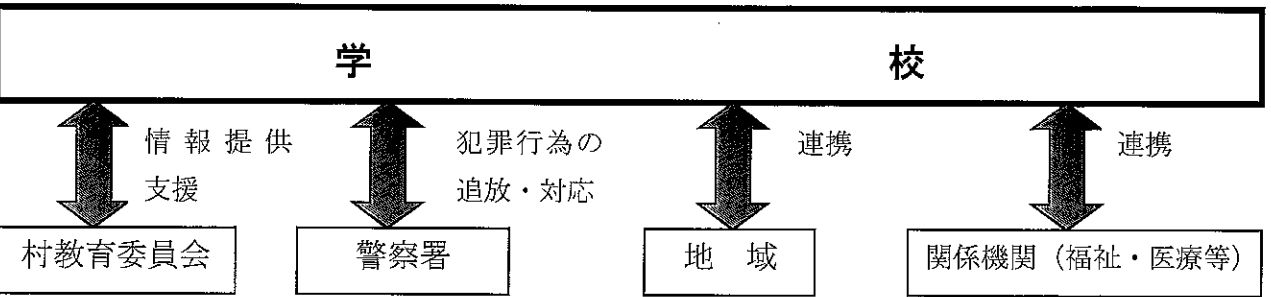 学 校
情報提供
支援
犯罪行為の
追放・対応
連携
連携
村教育委員会
警察署
地 域
関係機関（福祉・医療等）